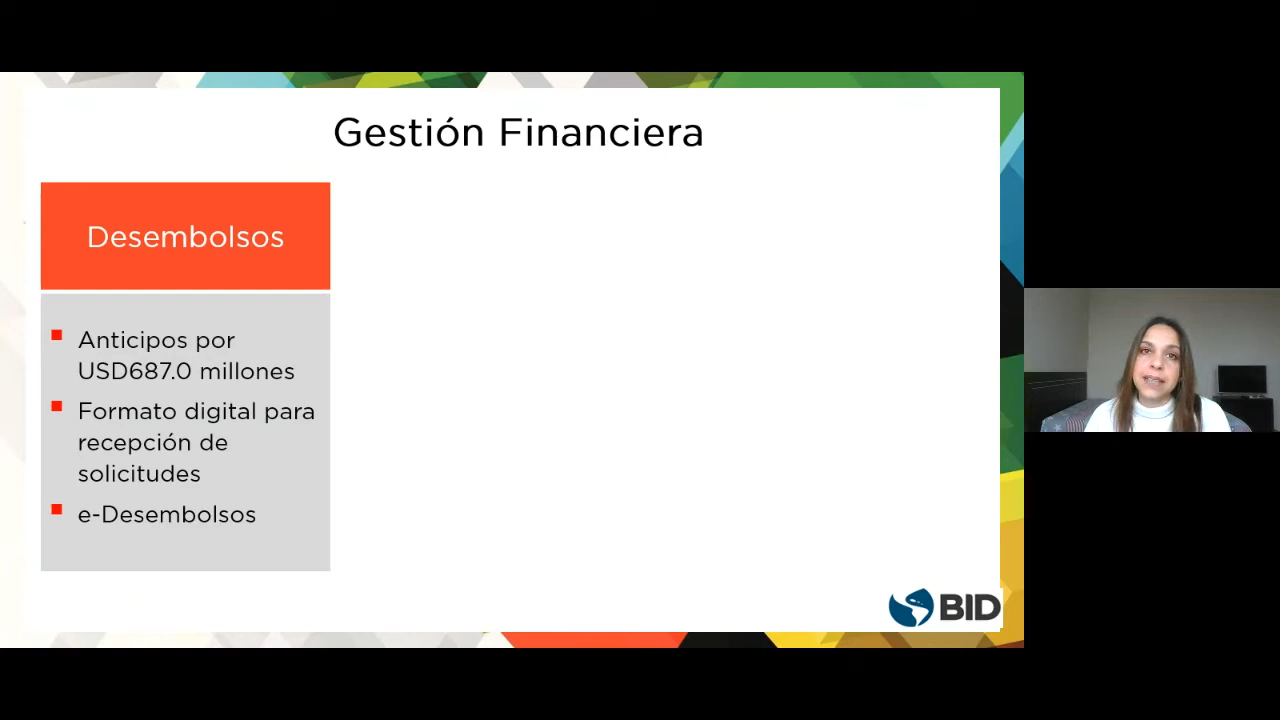 Gestión Financiera
Desembolsos
Anticipos por
USD687.0 millones
Formato digital para
recepción de
solicitudes
e-Desembolsos
BID